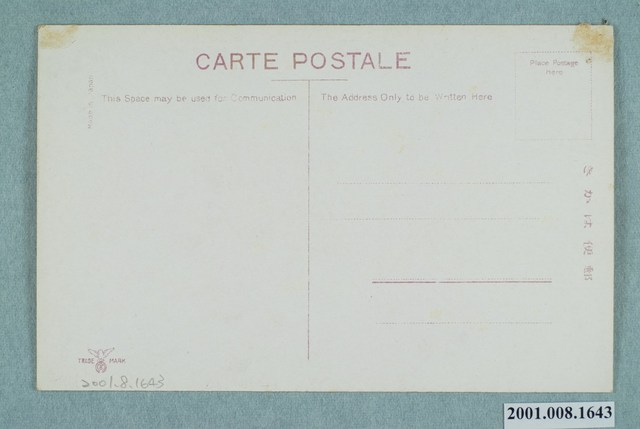 CARTE POSTALE
This Space may be used for Communication
The Address Only to be Written Here
Place Postage
Here
きかは便郵
TRADE MARK
2001.8.1643
2001.008.1643